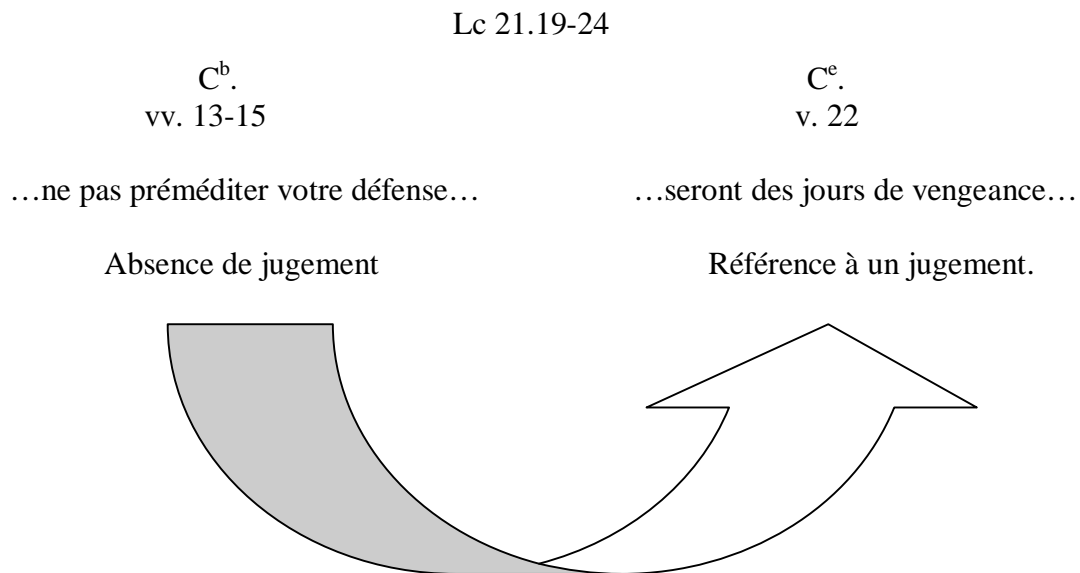 Lc 21.19-24
Cᵇ. Cᵉ.
vv. 13-15 v. 22
…ne pas préméditer votre défense… …seront des jours de vengeance…
Absence de jugement Référence à un jugement.